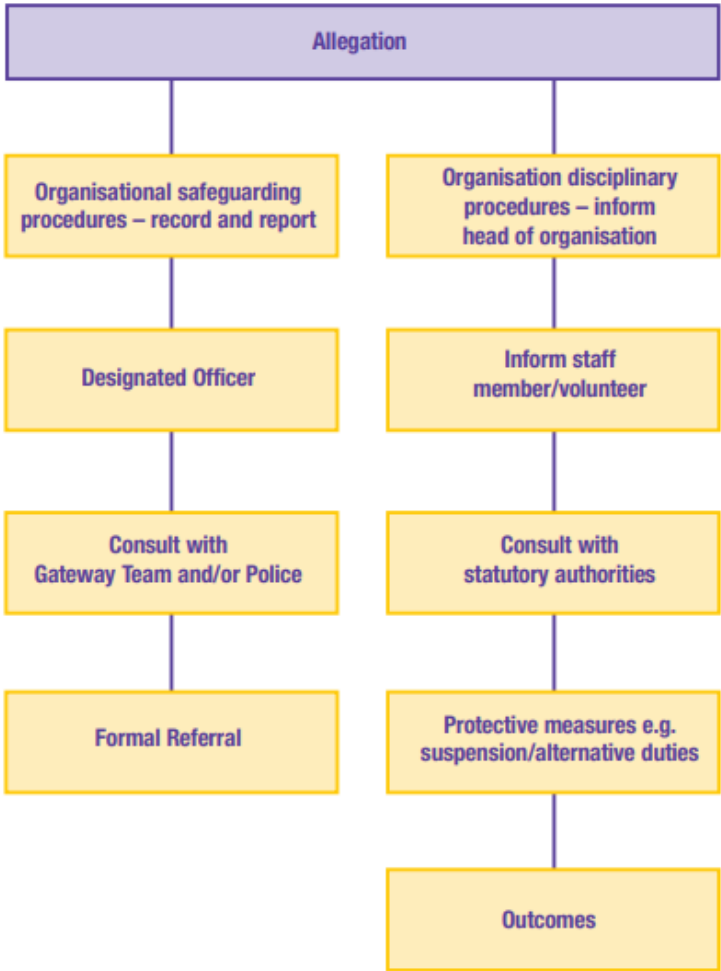 Allegation
Organisational safeguarding
procedures – record and report
Designated Officer
Consult with
Gateway Team and/or Police
Formal Referral
Organisation disciplinary
procedures – inform
head of organisation
Inform staff
member/volunteer
Consult with
statutory authorities
Protective measures e.g.
suspension/alternative duties
Outcomes